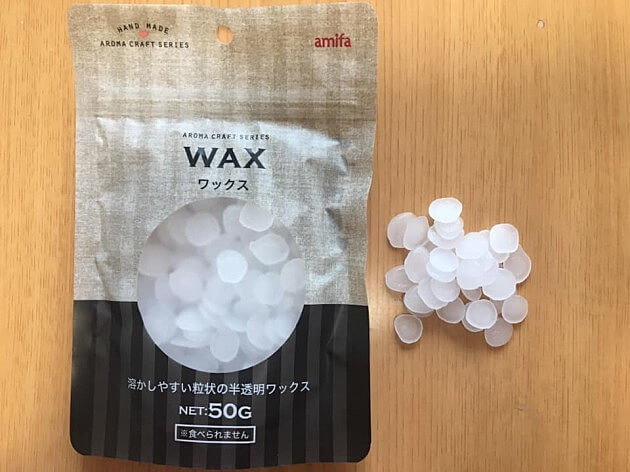 HAND MADE
AROMA CRAFT SERIES
amifa
AROMA CRAFT SERIES
WAX
ワックス
溶かしやすい粒状の半透明ワックス
NET:50G
※食べられません